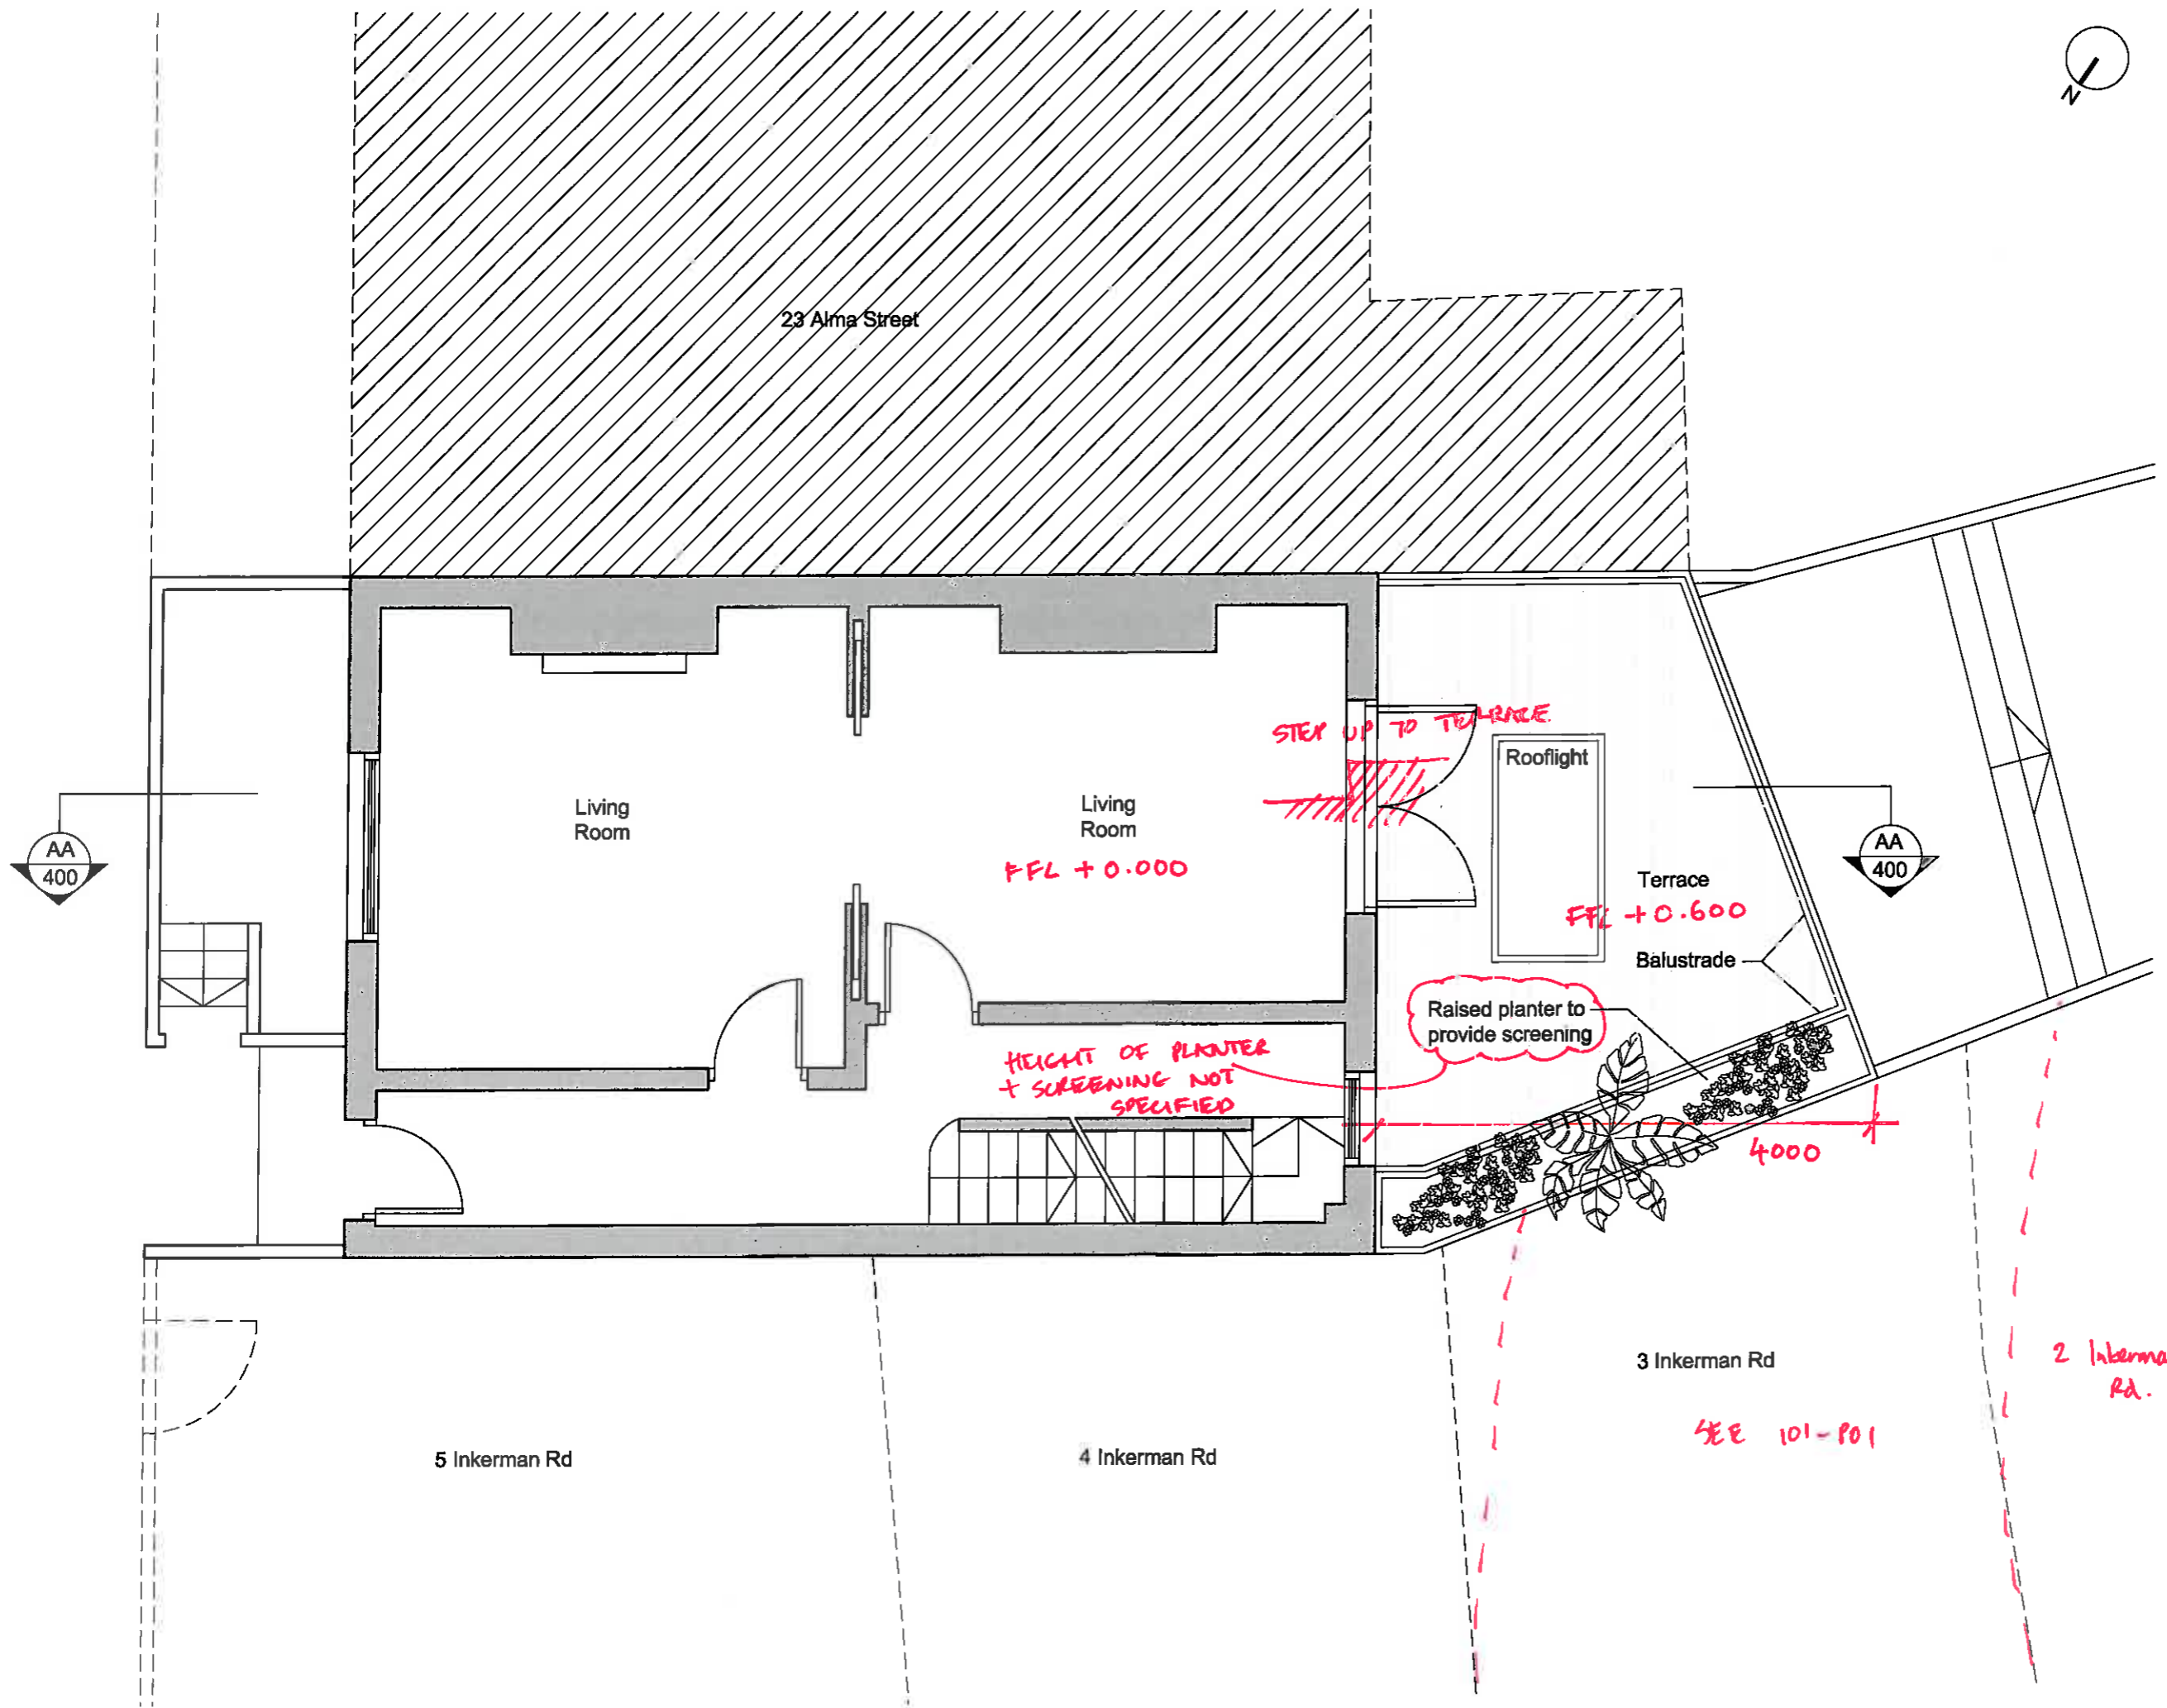 N
23 Alma Street
STEP UP TO TERRACE.
Rooflight
Living
Room
Living
Room
FFL + 0.000
AA
400
AA
400
Terrace
FFL +0.600
Balustrade
Raised planter to
provide screening
HEIGHT OF PLANTER
+ SCREENING NOT
SPECIFIED
4000
3 Inkerman Rd
2 Inkerma
Rd.
SEE 101-P01
5 Inkerman Rd
4 Inkerman Rd